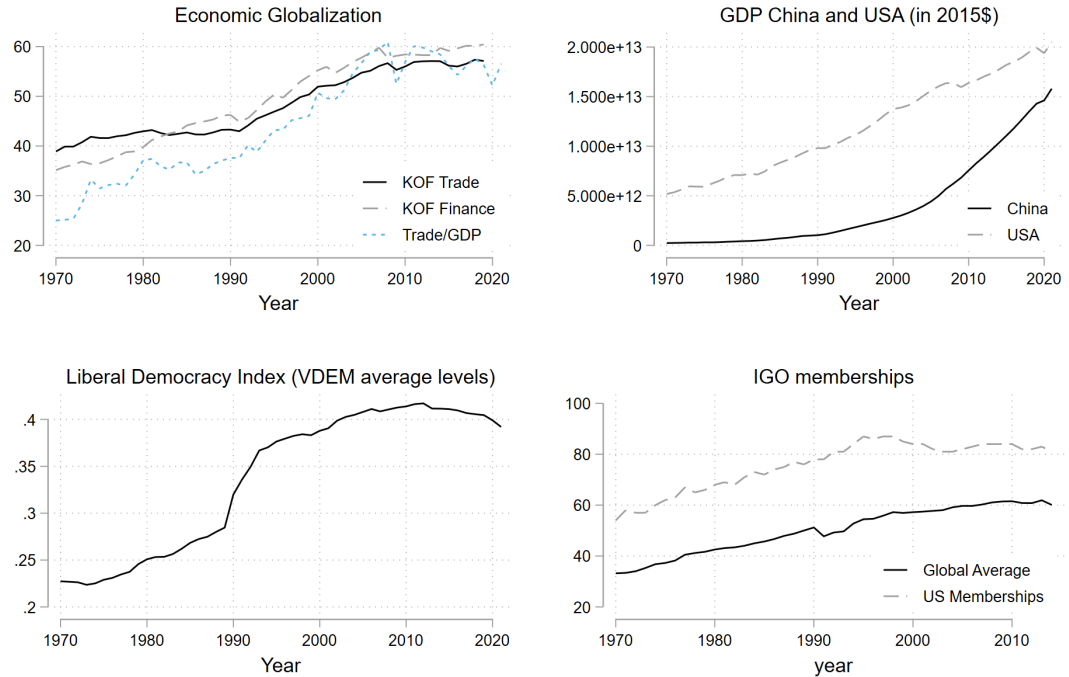 Economic Globalization
60
50
40
30
20
KOF Trade
KOF Finance
Trade/GDP
1970 1980 1990 2000 2010 2020
Year
GDP China and USA (in 2015$)
2.000e+13
1.500e+13
1.000e+13
5.000e+12
0
China
USA
1970 1980 1990 2000 2010 2020
Year
Liberal Democracy Index (VDEM average levels)
.4
.35
.3
.25
.2
1970 1980 1990 2000 2010 2020
Year
IGO memberships
100
80
60
40
20
Global Average
US Memberships
1970 1980 1990 2000 2010
year